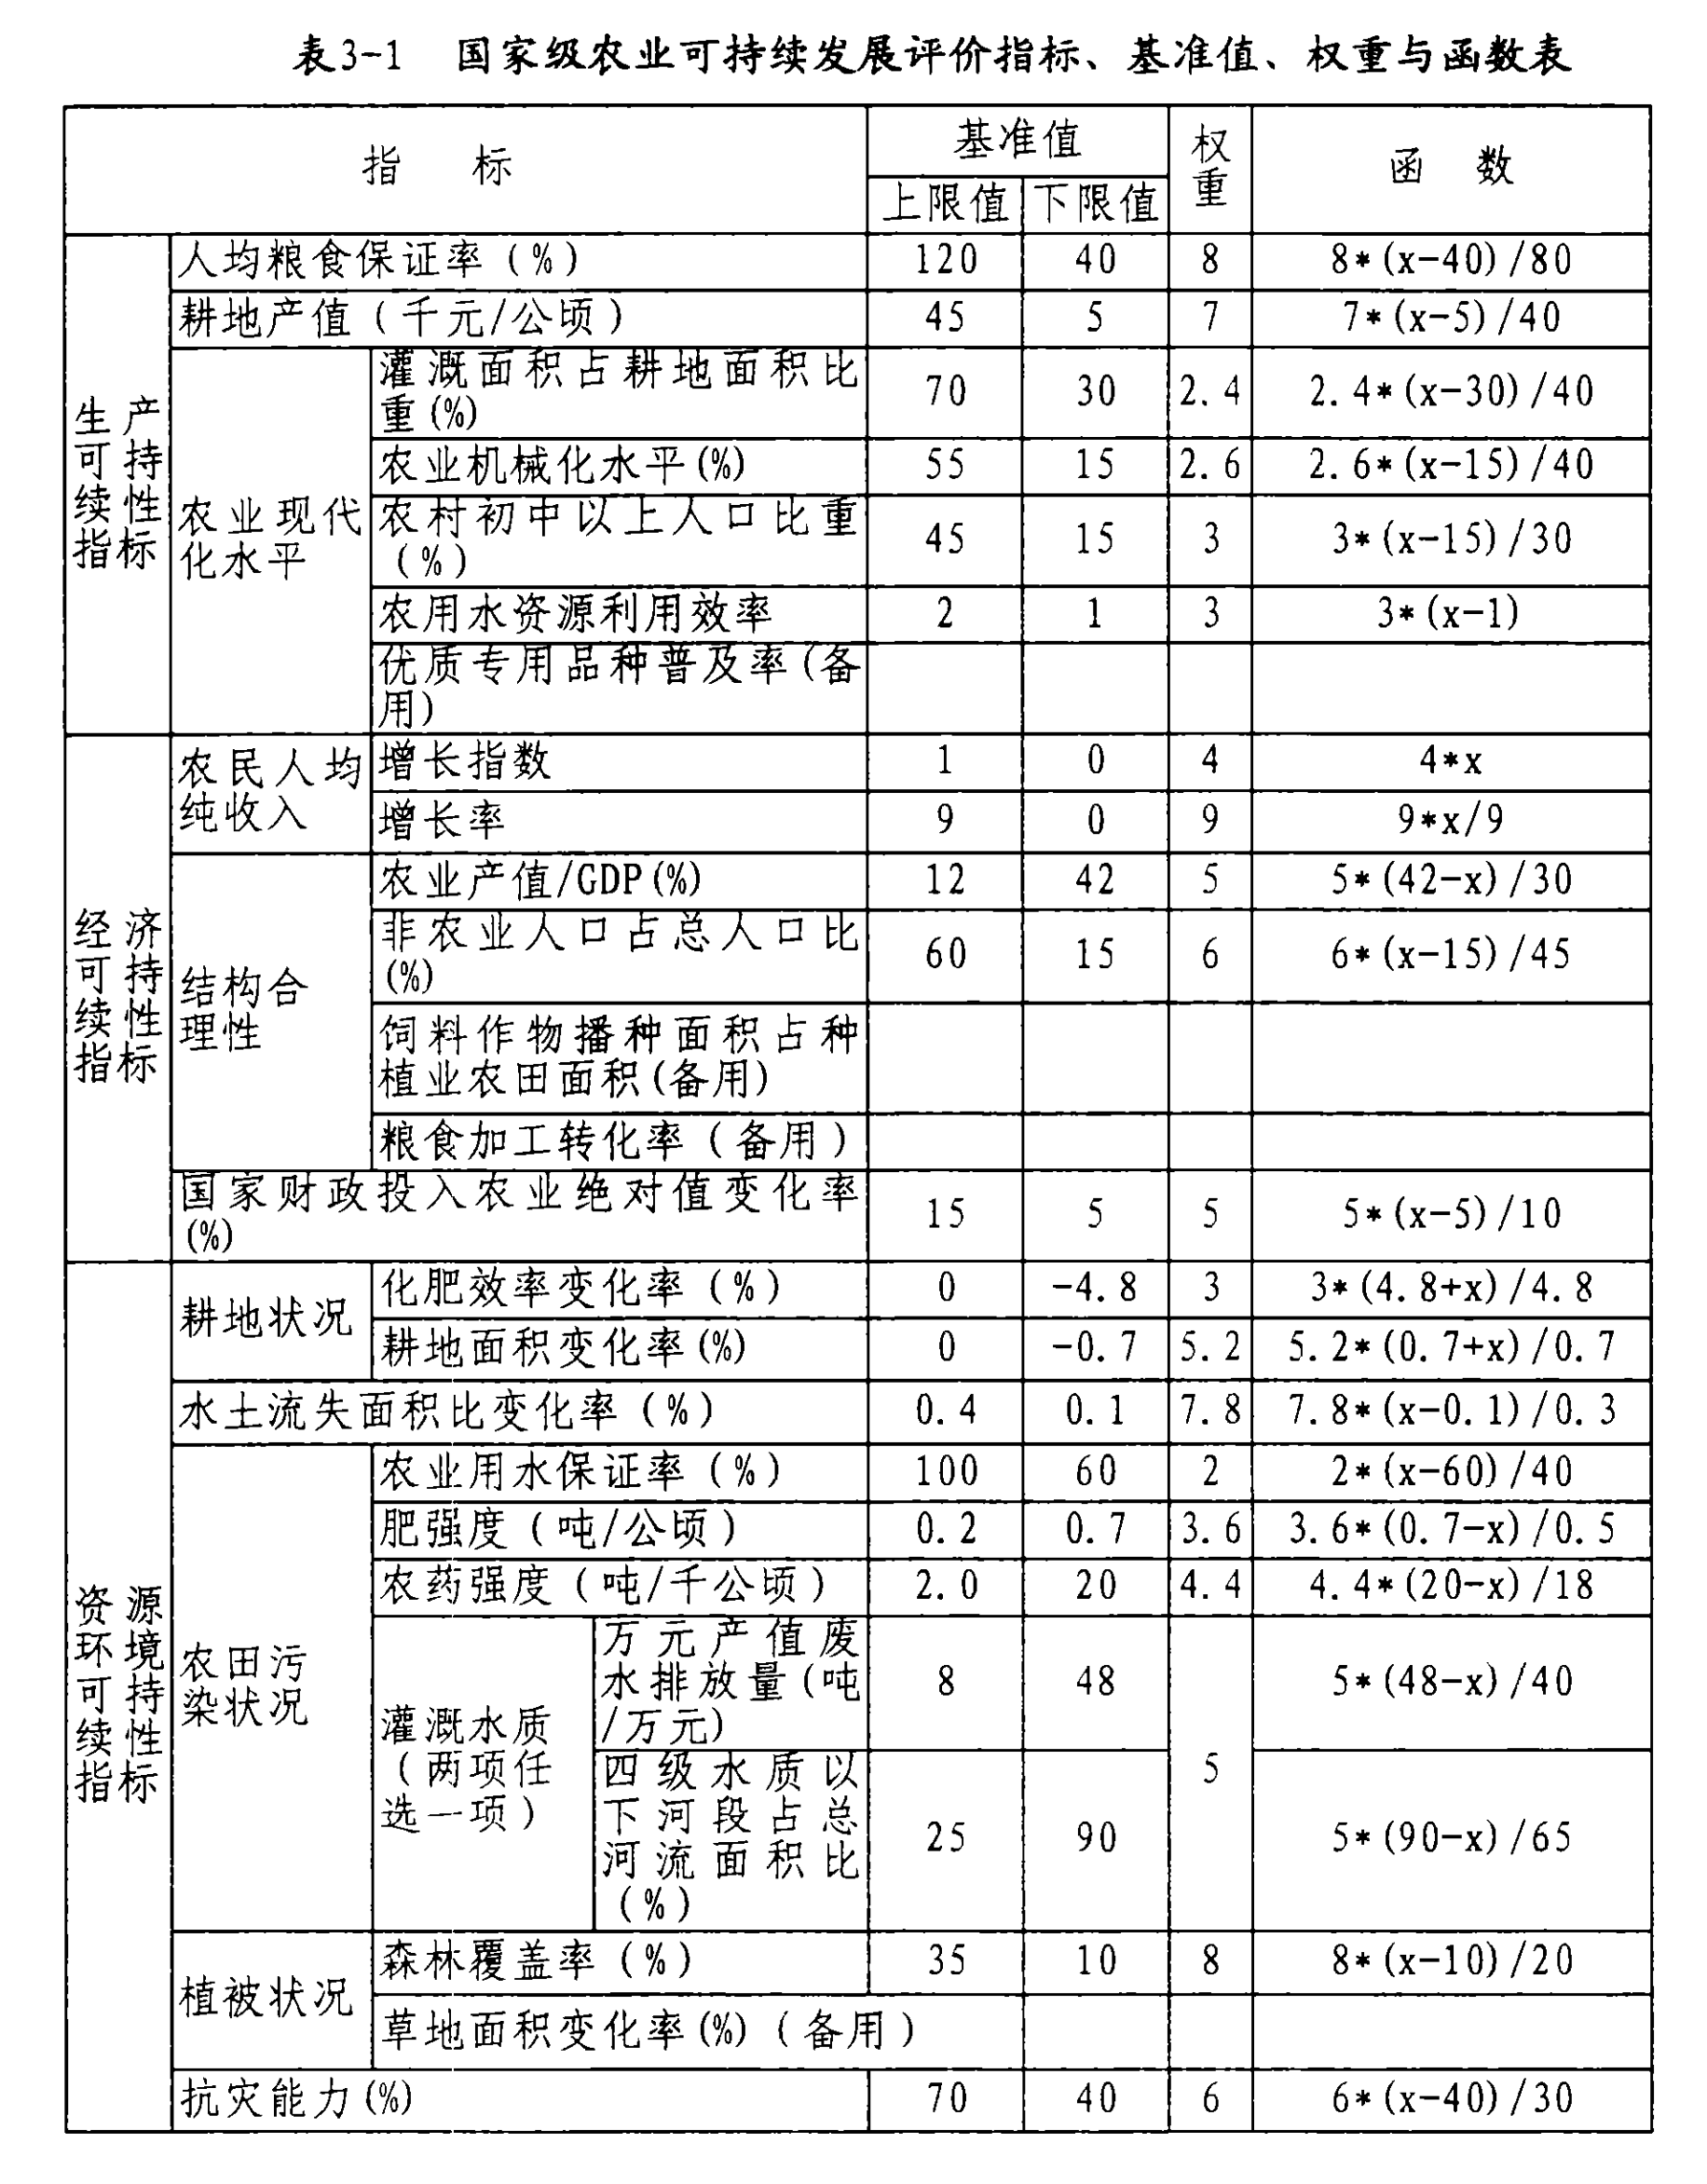 表3-1 国家级农业可持续发展评价指标、基准值、权重与函数表
指 标
基准值
权
重
函 数
上限值 下限值
生产
可持
续性
指标
人均粮食保证率（%） 120 40 8 8*(x-40)/80
耕地产值（千元/公顷） 45 5 7 7*(x-5)/40
农业现代
化水平
灌溉面积占耕地面积比
重(%)
70 30 2.4 2.4*(x-30)/40
农业机械化水平(%) 55 15 2.6 2.6*(x-15)/40
农村初中以上人口比重
（%）
45 15 3 3*(x-15)/30
农用水资源利用效率 2 1 3 3*(x-1)
优质专用品种普及率(备
用)
经济
可持
续性
指标
农民人均
纯收入
增长指数 1 0 4 4*x
增长率 9 0 9 9*x/9
结构合
理性
农业产值/GDP(%) 12 42 5 5*(42-x)/30
非农业人口占总人口比
(%)
60 15 6 6*(x-15)/45
饲料作物播种面积占种
植业农田面积(备用)
粮食加工转化率（备用）
国家财政投入农业绝对值变化率
(%)
15 5 5 5*(x-5)/10
资源
环境
可持
续性
指标
耕地状况
化肥效率变化率（%） 0 -4.8 3 3*(4.8+x)/4.8
耕地面积变化率(%) 0 -0.7 5.2 5.2*(0.7+x)/0.7
水土流失面积比变化率（%） 0.4 0.1 7.8 7.8*(x-0.1)/0.3
农田污
染状况
农业用水保证率（%） 100 60 2 2*(x-60)/40
肥强度（吨/公顷） 0.2 0.7 3.6 3.6*(0.7-x)/0.5
农药强度（吨/千公顷） 2.0 20 4.4 4.4*(20-x)/18
灌溉水质
（两项任
选一项）
万元产值废
水排放量(吨
/万元)
8 48 5 5*(48-x)/40
四级水质以
下河段占总
河流面积比
（%）
25 90 5*(90-x)/65
植被状况
森林覆盖率（%） 35 10 8 8*(x-10)/20
草地面积变化率(%)（备用）
抗灾能力(%) 70 40 6 6*(x-40)/30